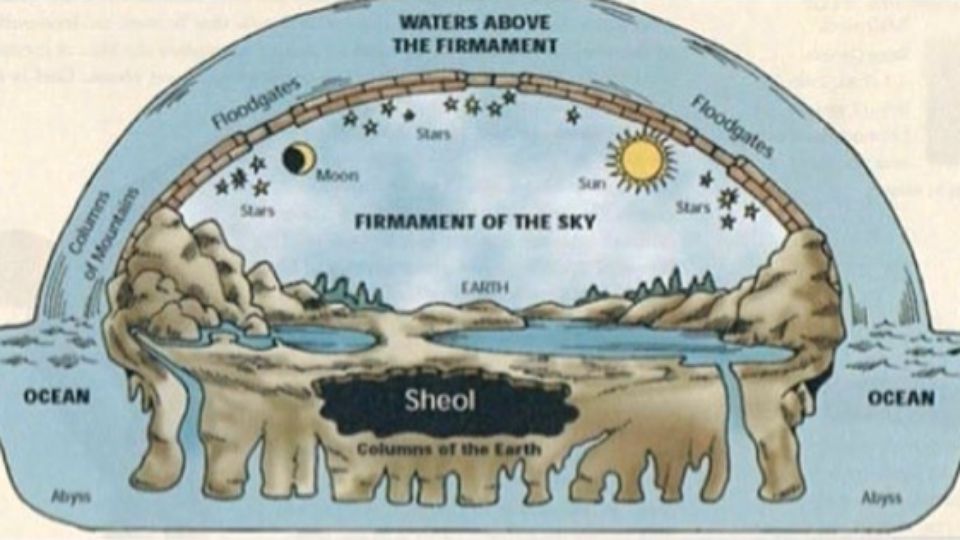 WATERS ABOVE
THE FIRMAMENT
Floodgates
Floodgates
Stars
Moon
Sun
Stars
Stars
Columns
of Mountains
FIRMAMENT OF THE SKY
EARTH
OCEAN
Sheol
OCEAN
Columns of the Earth
Abyss
Abyss